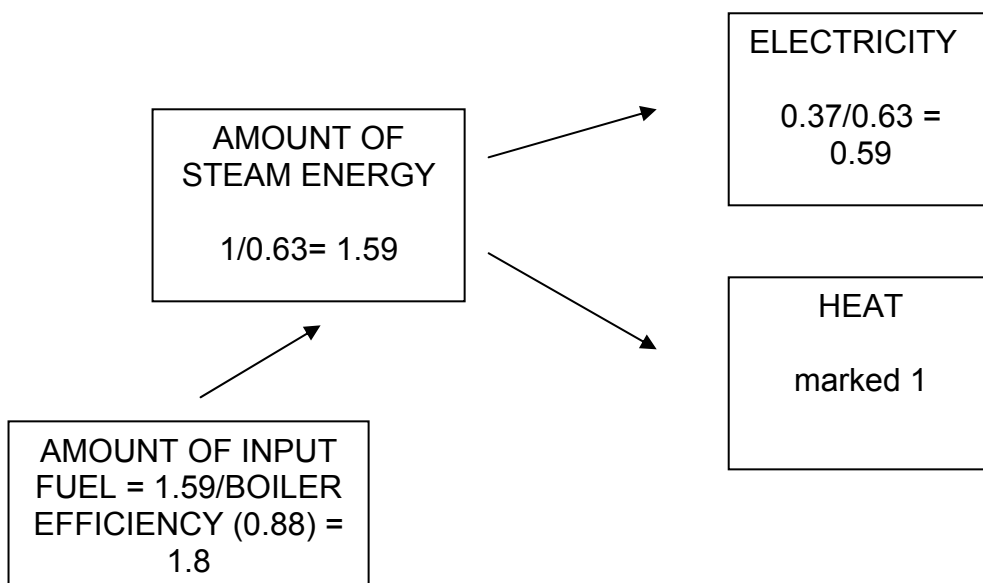 ELECTRICITY
0.37/0.63 =
0.59
AMOUNT OF
STEAM ENERGY
1/0.63= 1.59
HEAT
marked 1
AMOUNT OF INPUT
FUEL = 1.59/BOILER
EFFICIENCY (0.88) =
1.8